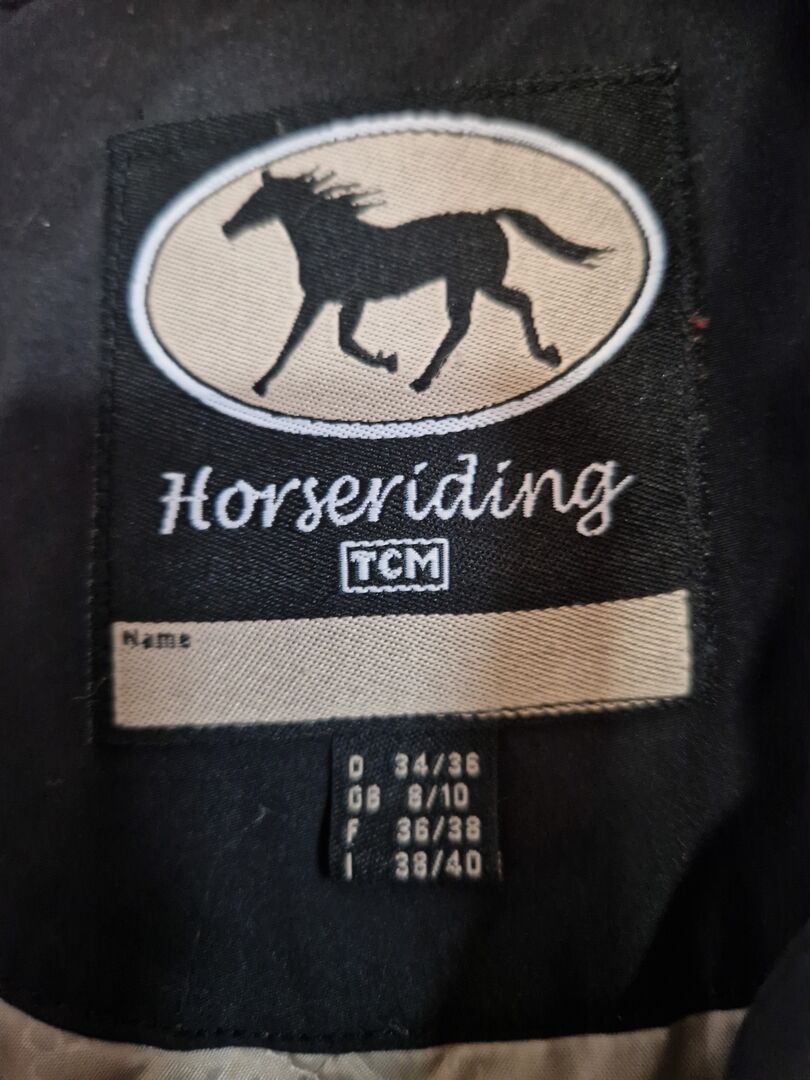 Horseriding
TCM
Name
D 34/36
GB 8/10
F 36/38
I 38/40